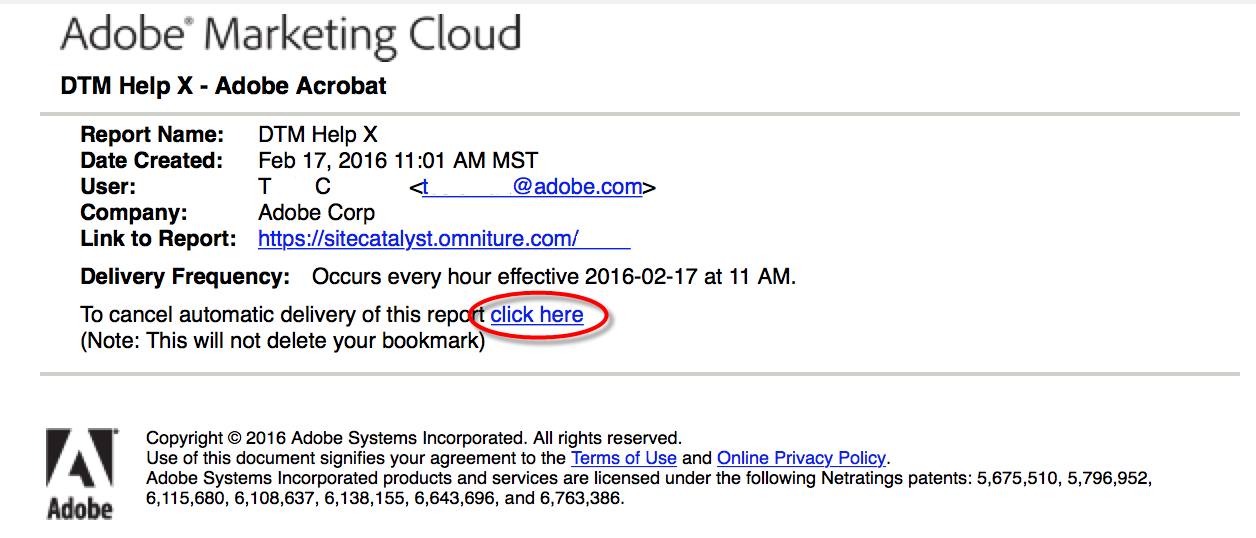 Adobe® Marketing Cloud
DTM Help X - Adobe Acrobat
Report Name: DTM Help X
Date Created: Feb 17, 2016 11:01 AM MST
User: T C <t @adobe.com>
Company: Adobe Corp
Link to Report: https://sitecatalyst.omniture.com/
Delivery Frequency: Occurs every hour effective 2016-02-17 at 11 AM.
To cancel automatic delivery of this report click here
(Note: This will not delete your bookmark)
Copyright © 2016 Adobe Systems Incorporated. All rights reserved.
Use of this document signifies your agreement to the Terms of Use and Online Privacy Policy.
Adobe Systems Incorporated products and services are licensed under the following Netratings patents: 5,675,510, 5,796,952,
6,115,680, 6,108,637, 6,138,155, 6,643,696, and 6,763,386.
Adobe